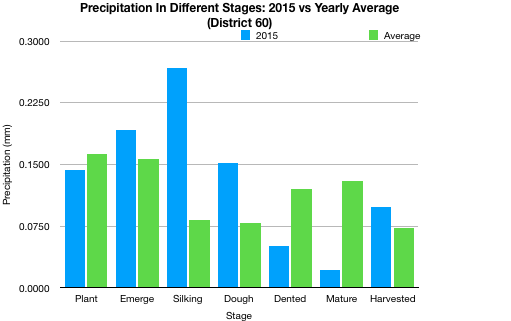 Precipitation In Different Stages: 2015 vs Yearly Average
(District 60)
2015
Average
0.3000
0.2250
0.1500
0.0750
0.0000
Precipitation (mm)
Plant Emerge Silking Dough Dented Mature Harvested
Stage